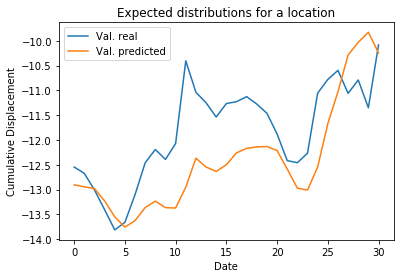 Expected distributions for a location
Val. real
Val. predicted
−10.0
−10.5
−11.0
−11.5
−12.0
−12.5
−13.0
−13.5
−14.0
Cumulative Displacement
0 5 10 15 20 25 30
Date